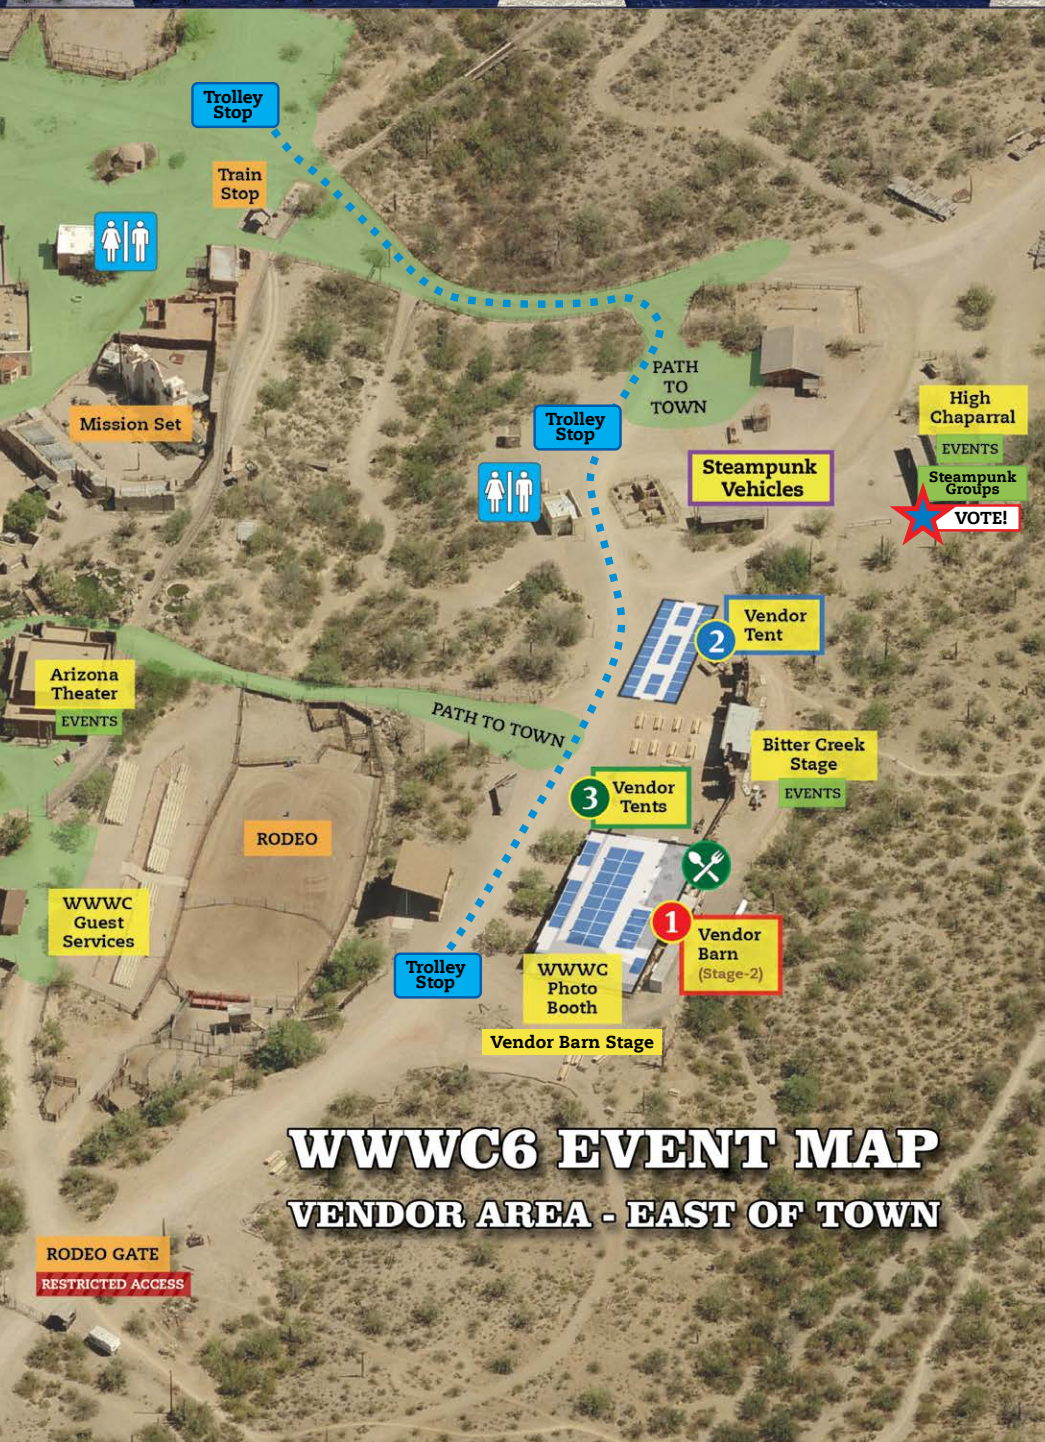 Trolley
Stop
Train
Stop
PATH
TO
TOWN
Mission Set
Trolley
Stop
High
Chaparral
EVENTS
Steampunk
Groups
VOTE!
Steampunk
Vehicles
2
Vendor
Tent
Arizona
Theater
EVENTS
PATH TO TOWN
Bitter Creek
Stage
EVENTS
3
Vendor
Tents
RODEO
WWWC
Guest
Services
1
Vendor
Barn
(Stage-2)
Trolley
Stop
WWWC
Photo
Booth
Vendor Barn Stage
WWWC6 EVENT MAP
VENDOR AREA - EAST OF TOWN
RODEO GATE
RESTRICTED ACCESS